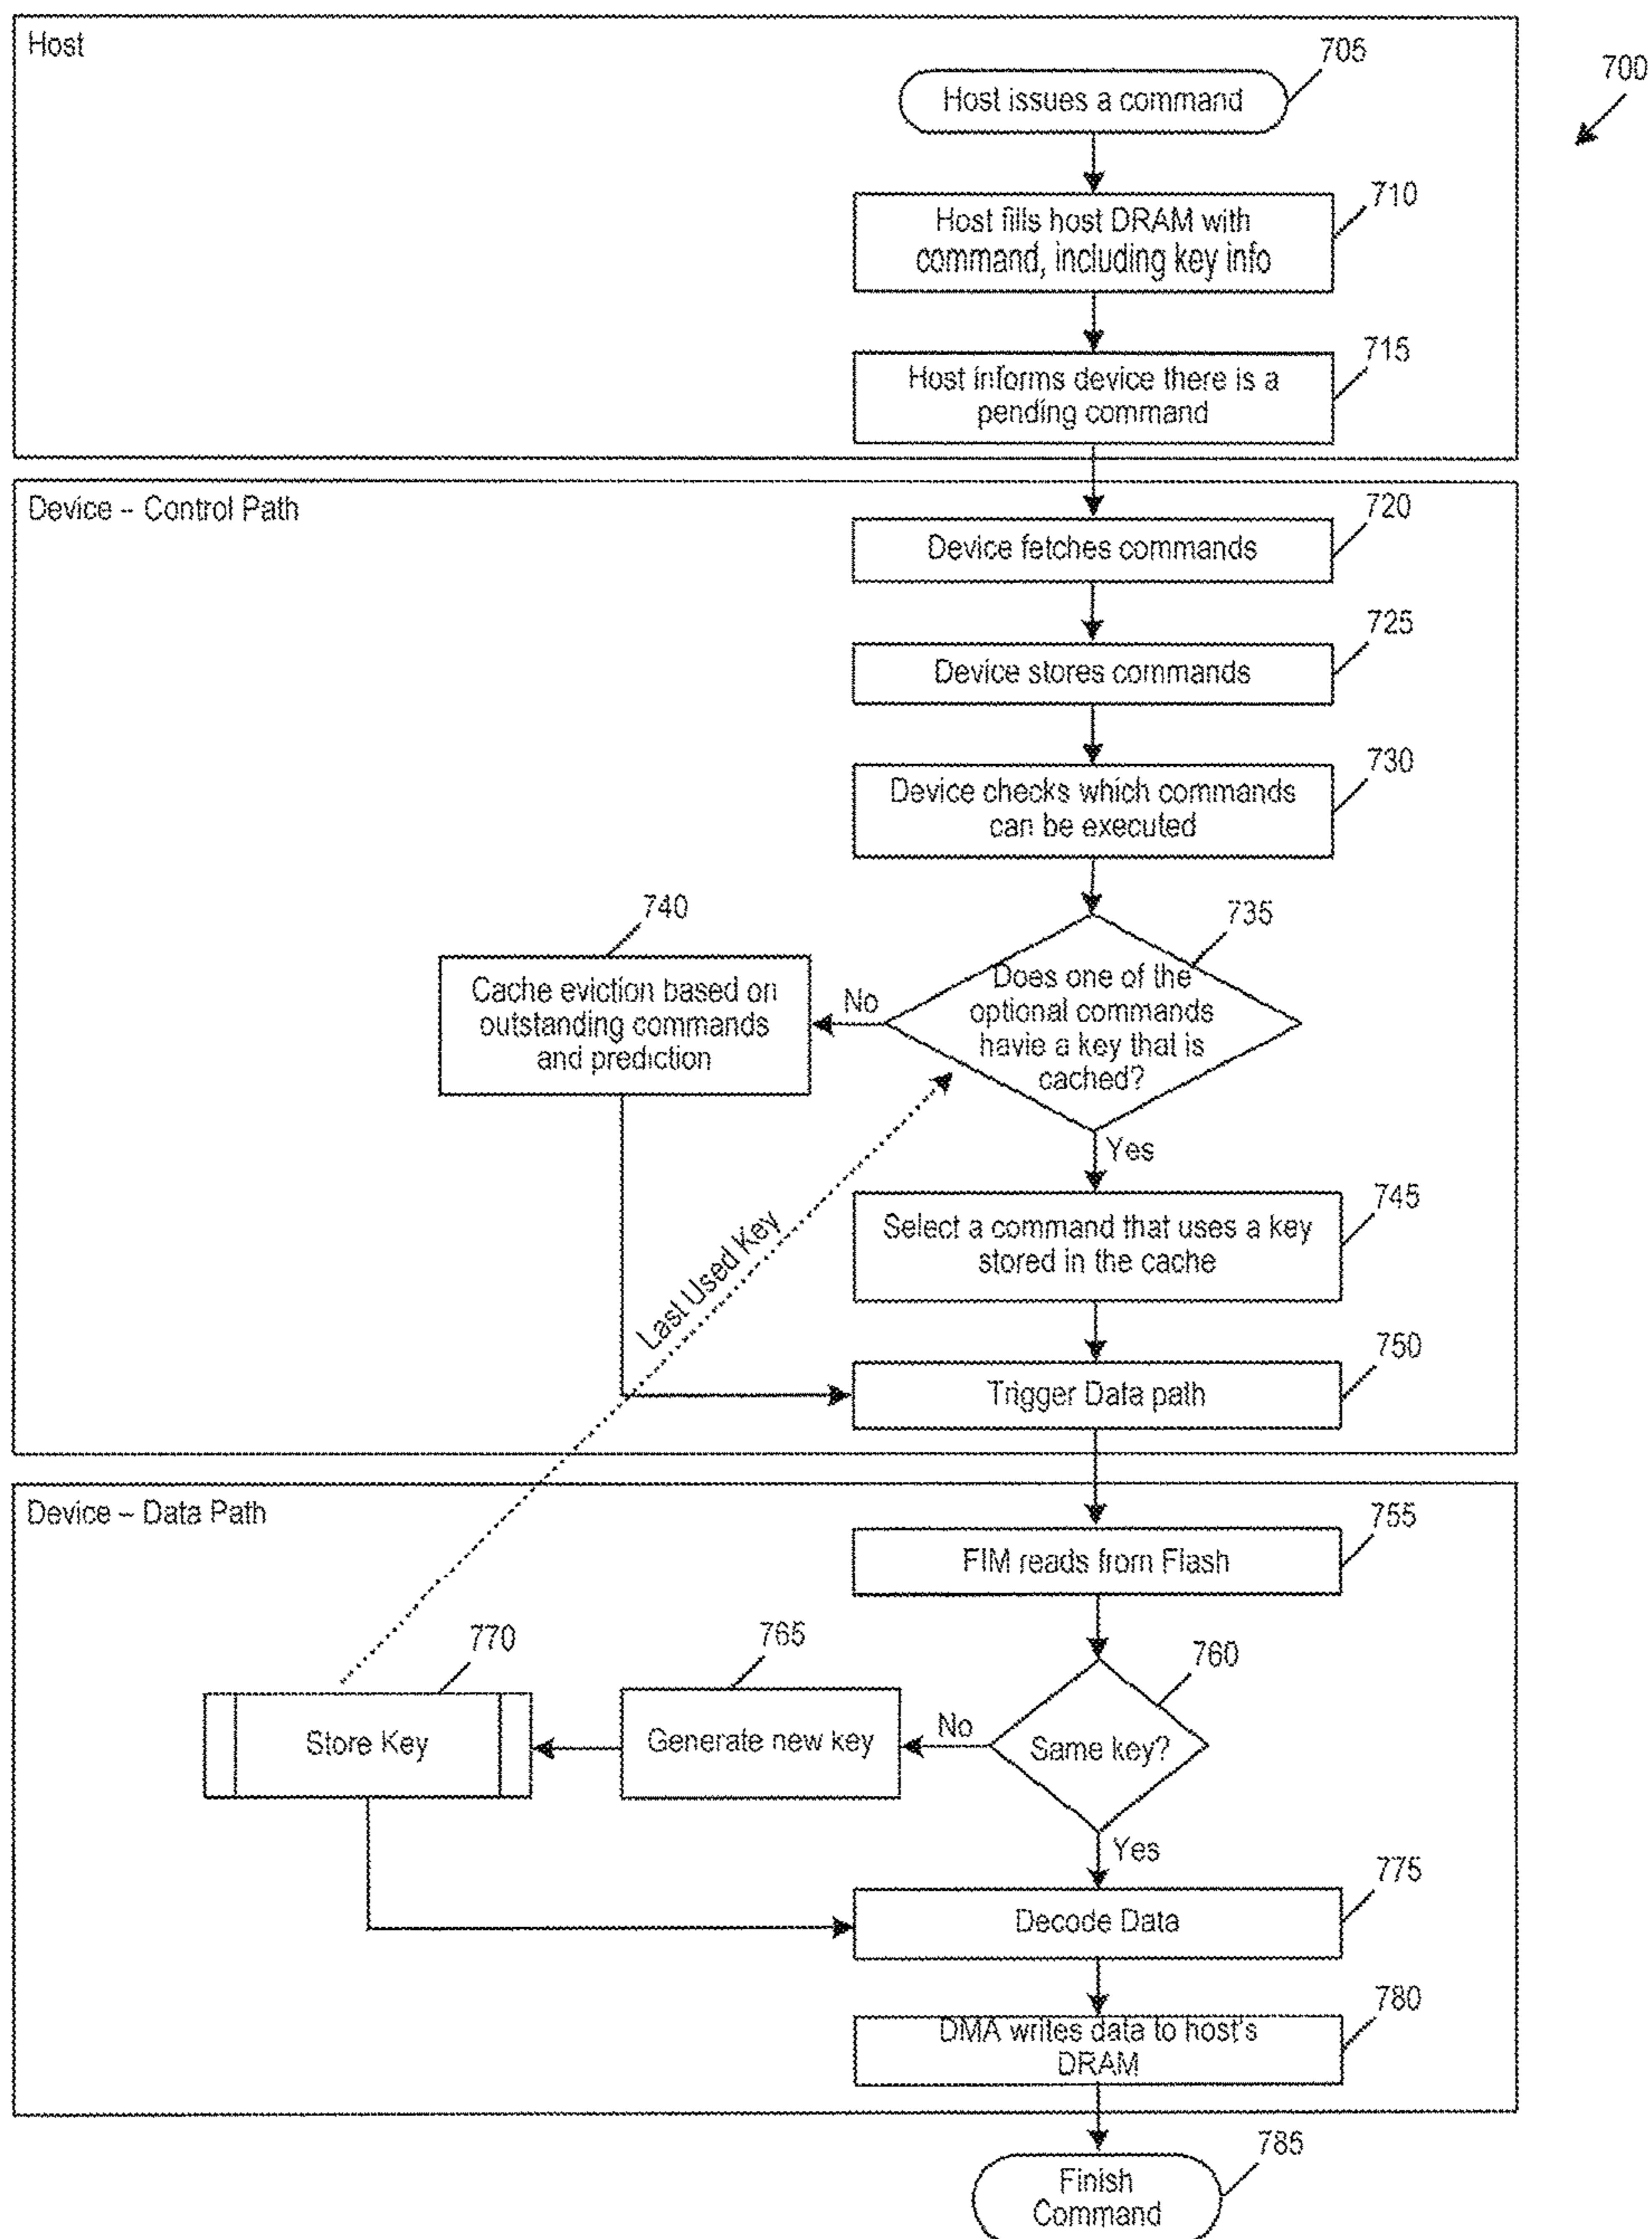 Host
705
700
Host issues a command
710
Host fills host DRAM with
command, including key info
715
Host informs device there is a
pending command
Device – Control Path
720
Device fetches commands
725
Device stores commands
730
Device checks which commands
can be executed
740
735
Cache eviction based on
outstanding commands
and prediction
No
Does one of the
optional commands
havie a key that is
cached?
Yes
745
Select a command that uses a key
stored in the cache
Last Used Key
750
Trigger Data path
Device – Data Path
755
FIM reads from Flash
770
765
760
Store Key
Generate new key
No
Same key?
Yes
775
Decode Data
780
DMA writes data to host's
DRAM
785
Finish
Command